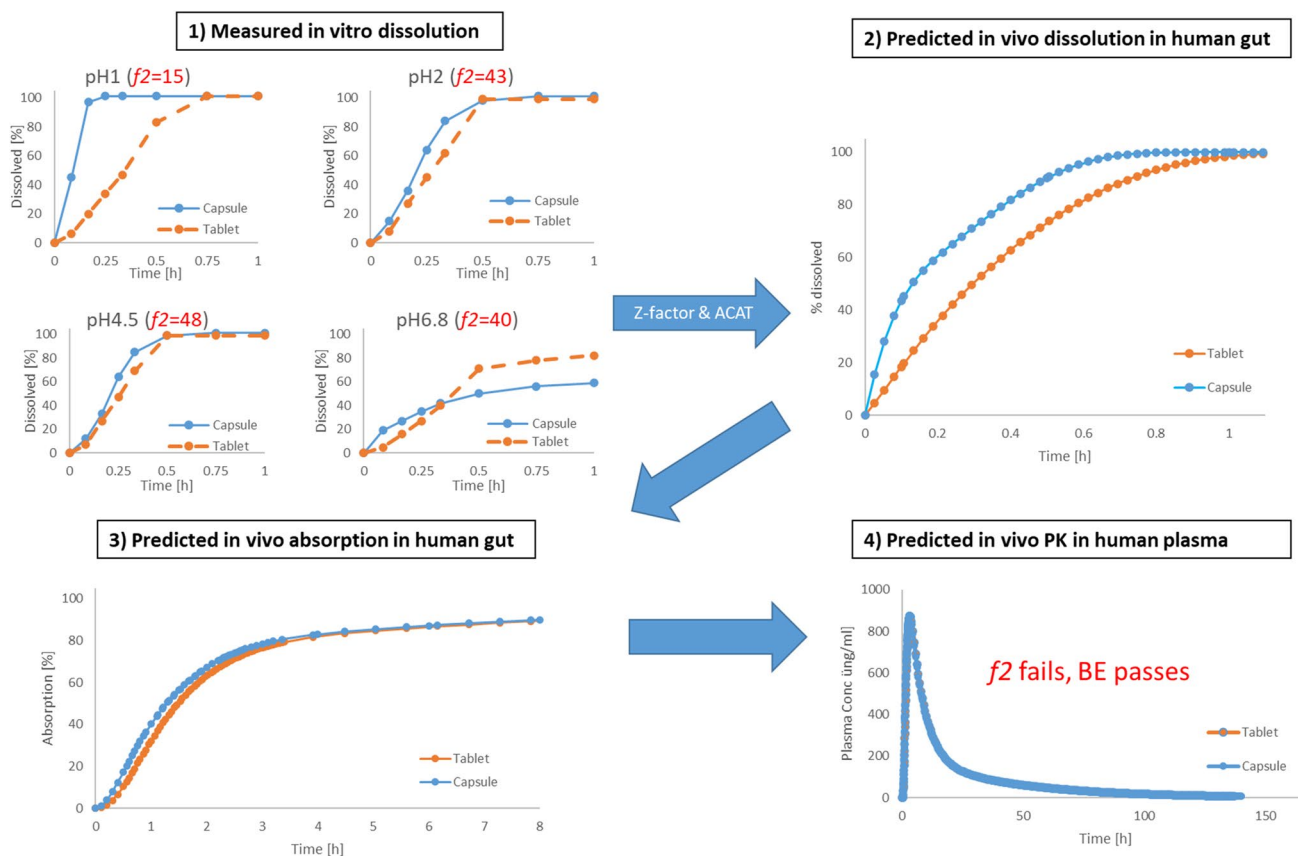 1) Measured in vitro dissolution
pH1 (f2=15)
Dissolved [%]
100
80
60
40
20
0
0 0.25 0.5 0.75 1
Time [h]
Capsule
Tablet
pH2 (f2=43)
Dissolved [%]
100
80
60
40
20
0
0 0.25 0.5 0.75 1
Time [h]
Capsule
Tablet
pH4.5 (f2=48)
Dissolved [%]
100
80
60
40
20
0
0 0.25 0.5 0.75 1
Time [h]
Capsule
Tablet
pH6.8 (f2=40)
Dissolved [%]
100
80
60
40
20
0
0 0.25 0.5 0.75 1
Time [h]
Capsule
Tablet
Z-factor & ACAT
2) Predicted in vivo dissolution in human gut
% dissolved
100
80
60
40
20
0
0 0.2 0.4 0.6 0.8 1
Time [h]
Tablet
Capsule
3) Predicted in vivo absorption in human gut
Absorption [%]
100
80
60
40
20
0
0 1 2 3 4 5 6 7 8
Time [h]
Tablet
Capsule
4) Predicted in vivo PK in human plasma
Plasma Conc üng/ml]
1000
800
600
400
200
0
0 50 100 150
Time [h]
f2 fails, BE passes
Tablet
Capsule